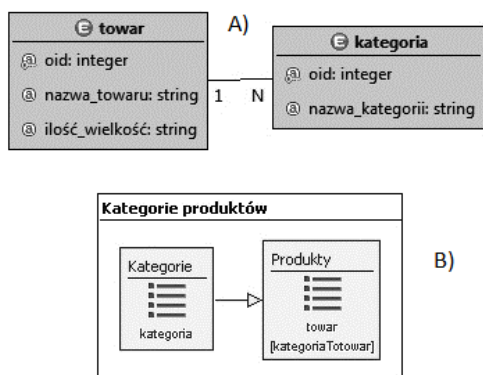 E towar
A)
@ oid: integer
@ nazwa_towaru: string
@ ilość_wielkość: string
1 N
E kategoria
@ oid: integer
@ nazwa_kategorii: string
Kategorie produktów
Kategorie
kategoria
Produkty
towar
[kategoriaTotowar]
B)